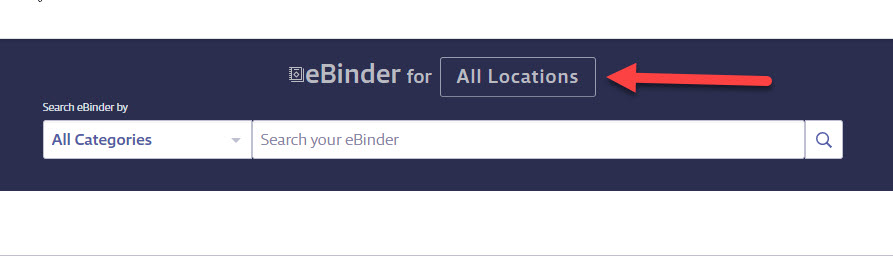 eBinder for All Locations
Search eBinder by
All Categories Search your eBinder